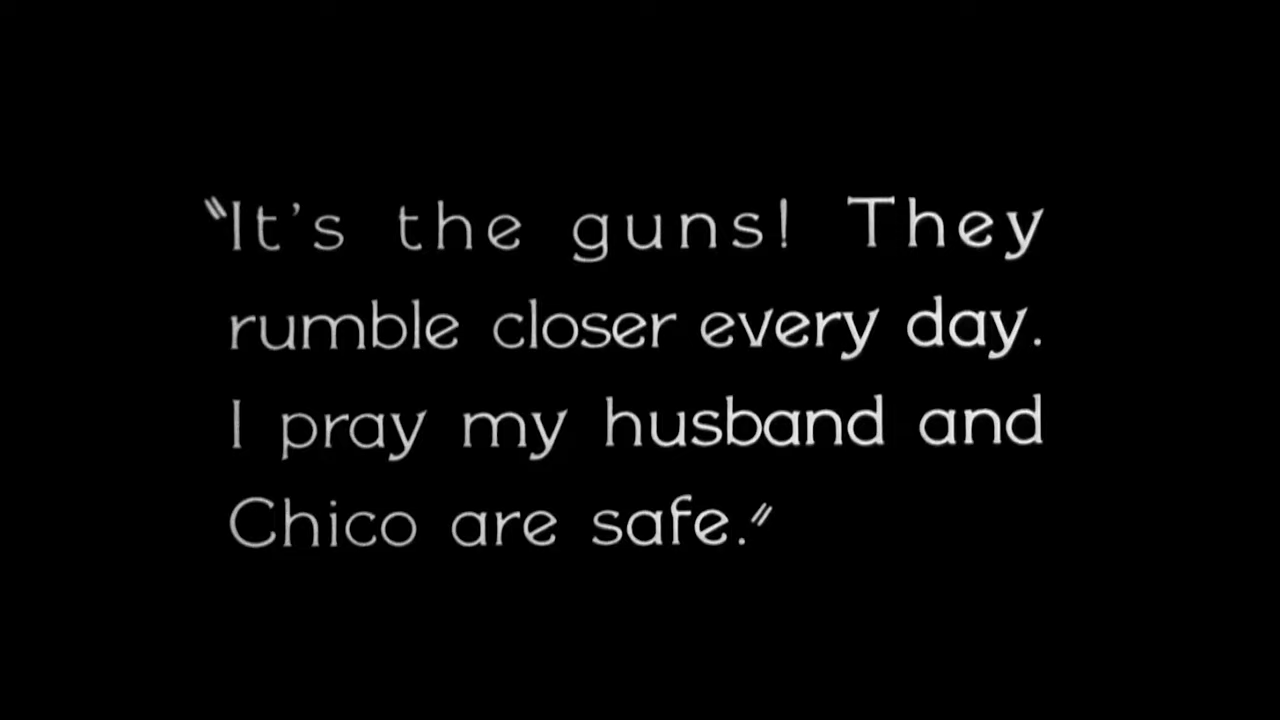 “It’s the guns! They
rumble closer every day.
I pray my husband and
Chico are safe.”